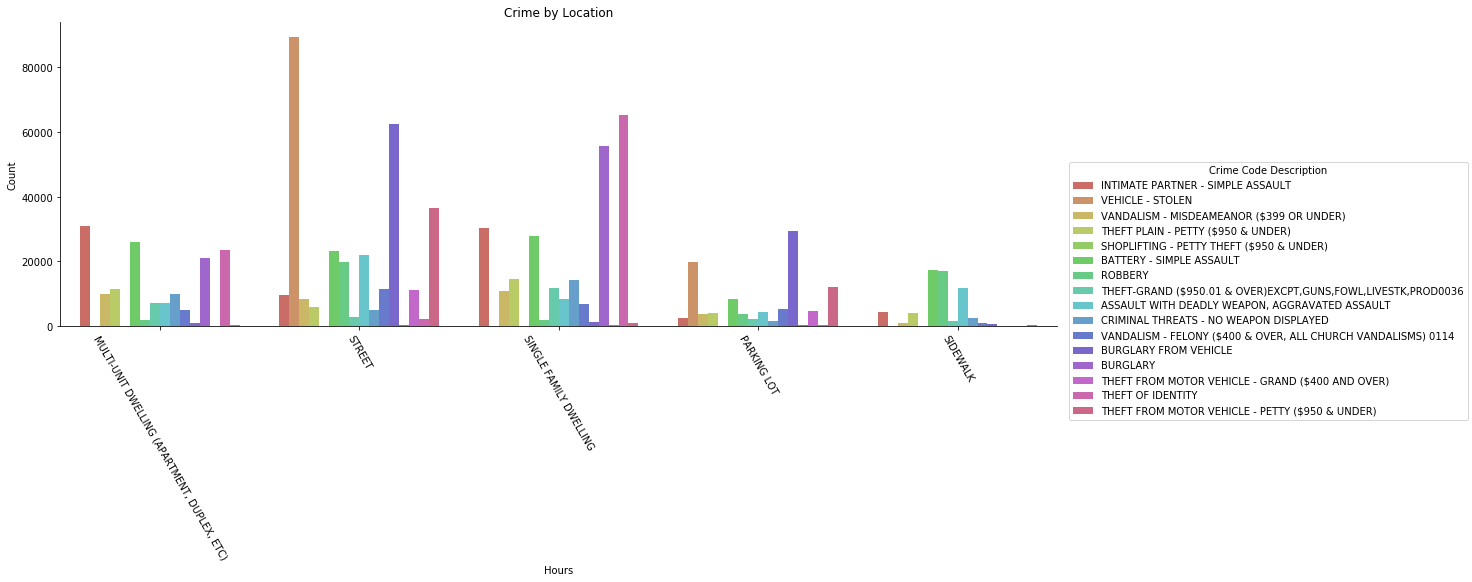 Crime by Location
Count
80000
60000
40000
20000
0
MULTI-UNIT DWELLING (APARTMENT, DUPLEX, ETC)
STREET
SINGLE FAMILY DWELLING
PARKING LOT
SIDEWALK
Hours
Crime Code Description
INTIMATE PARTNER - SIMPLE ASSAULT
VEHICLE - STOLEN
VANDALISM - MISDEAMEANOR ($399 OR UNDER)
THEFT PLAIN - PETTY ($950 & UNDER)
SHOPLIFTING - PETTY THEFT ($950 & UNDER)
BATTERY - SIMPLE ASSAULT
ROBBERY
THEFT-GRAND ($950.01 & OVER)EXCPT,GUNS,FOWL,LIVESTK,PROD0036
ASSAULT WITH DEADLY WEAPON, AGGRAVATED ASSAULT
CRIMINAL THREATS - NO WEAPON DISPLAYED
VANDALISM - FELONY ($400 & OVER, ALL CHURCH VANDALISMS) 0114
BURGLARY FROM VEHICLE
BURGLARY
THEFT FROM MOTOR VEHICLE - GRAND ($400 AND OVER)
THEFT OF IDENTITY
THEFT FROM MOTOR VEHICLE - PETTY ($950 & UNDER)